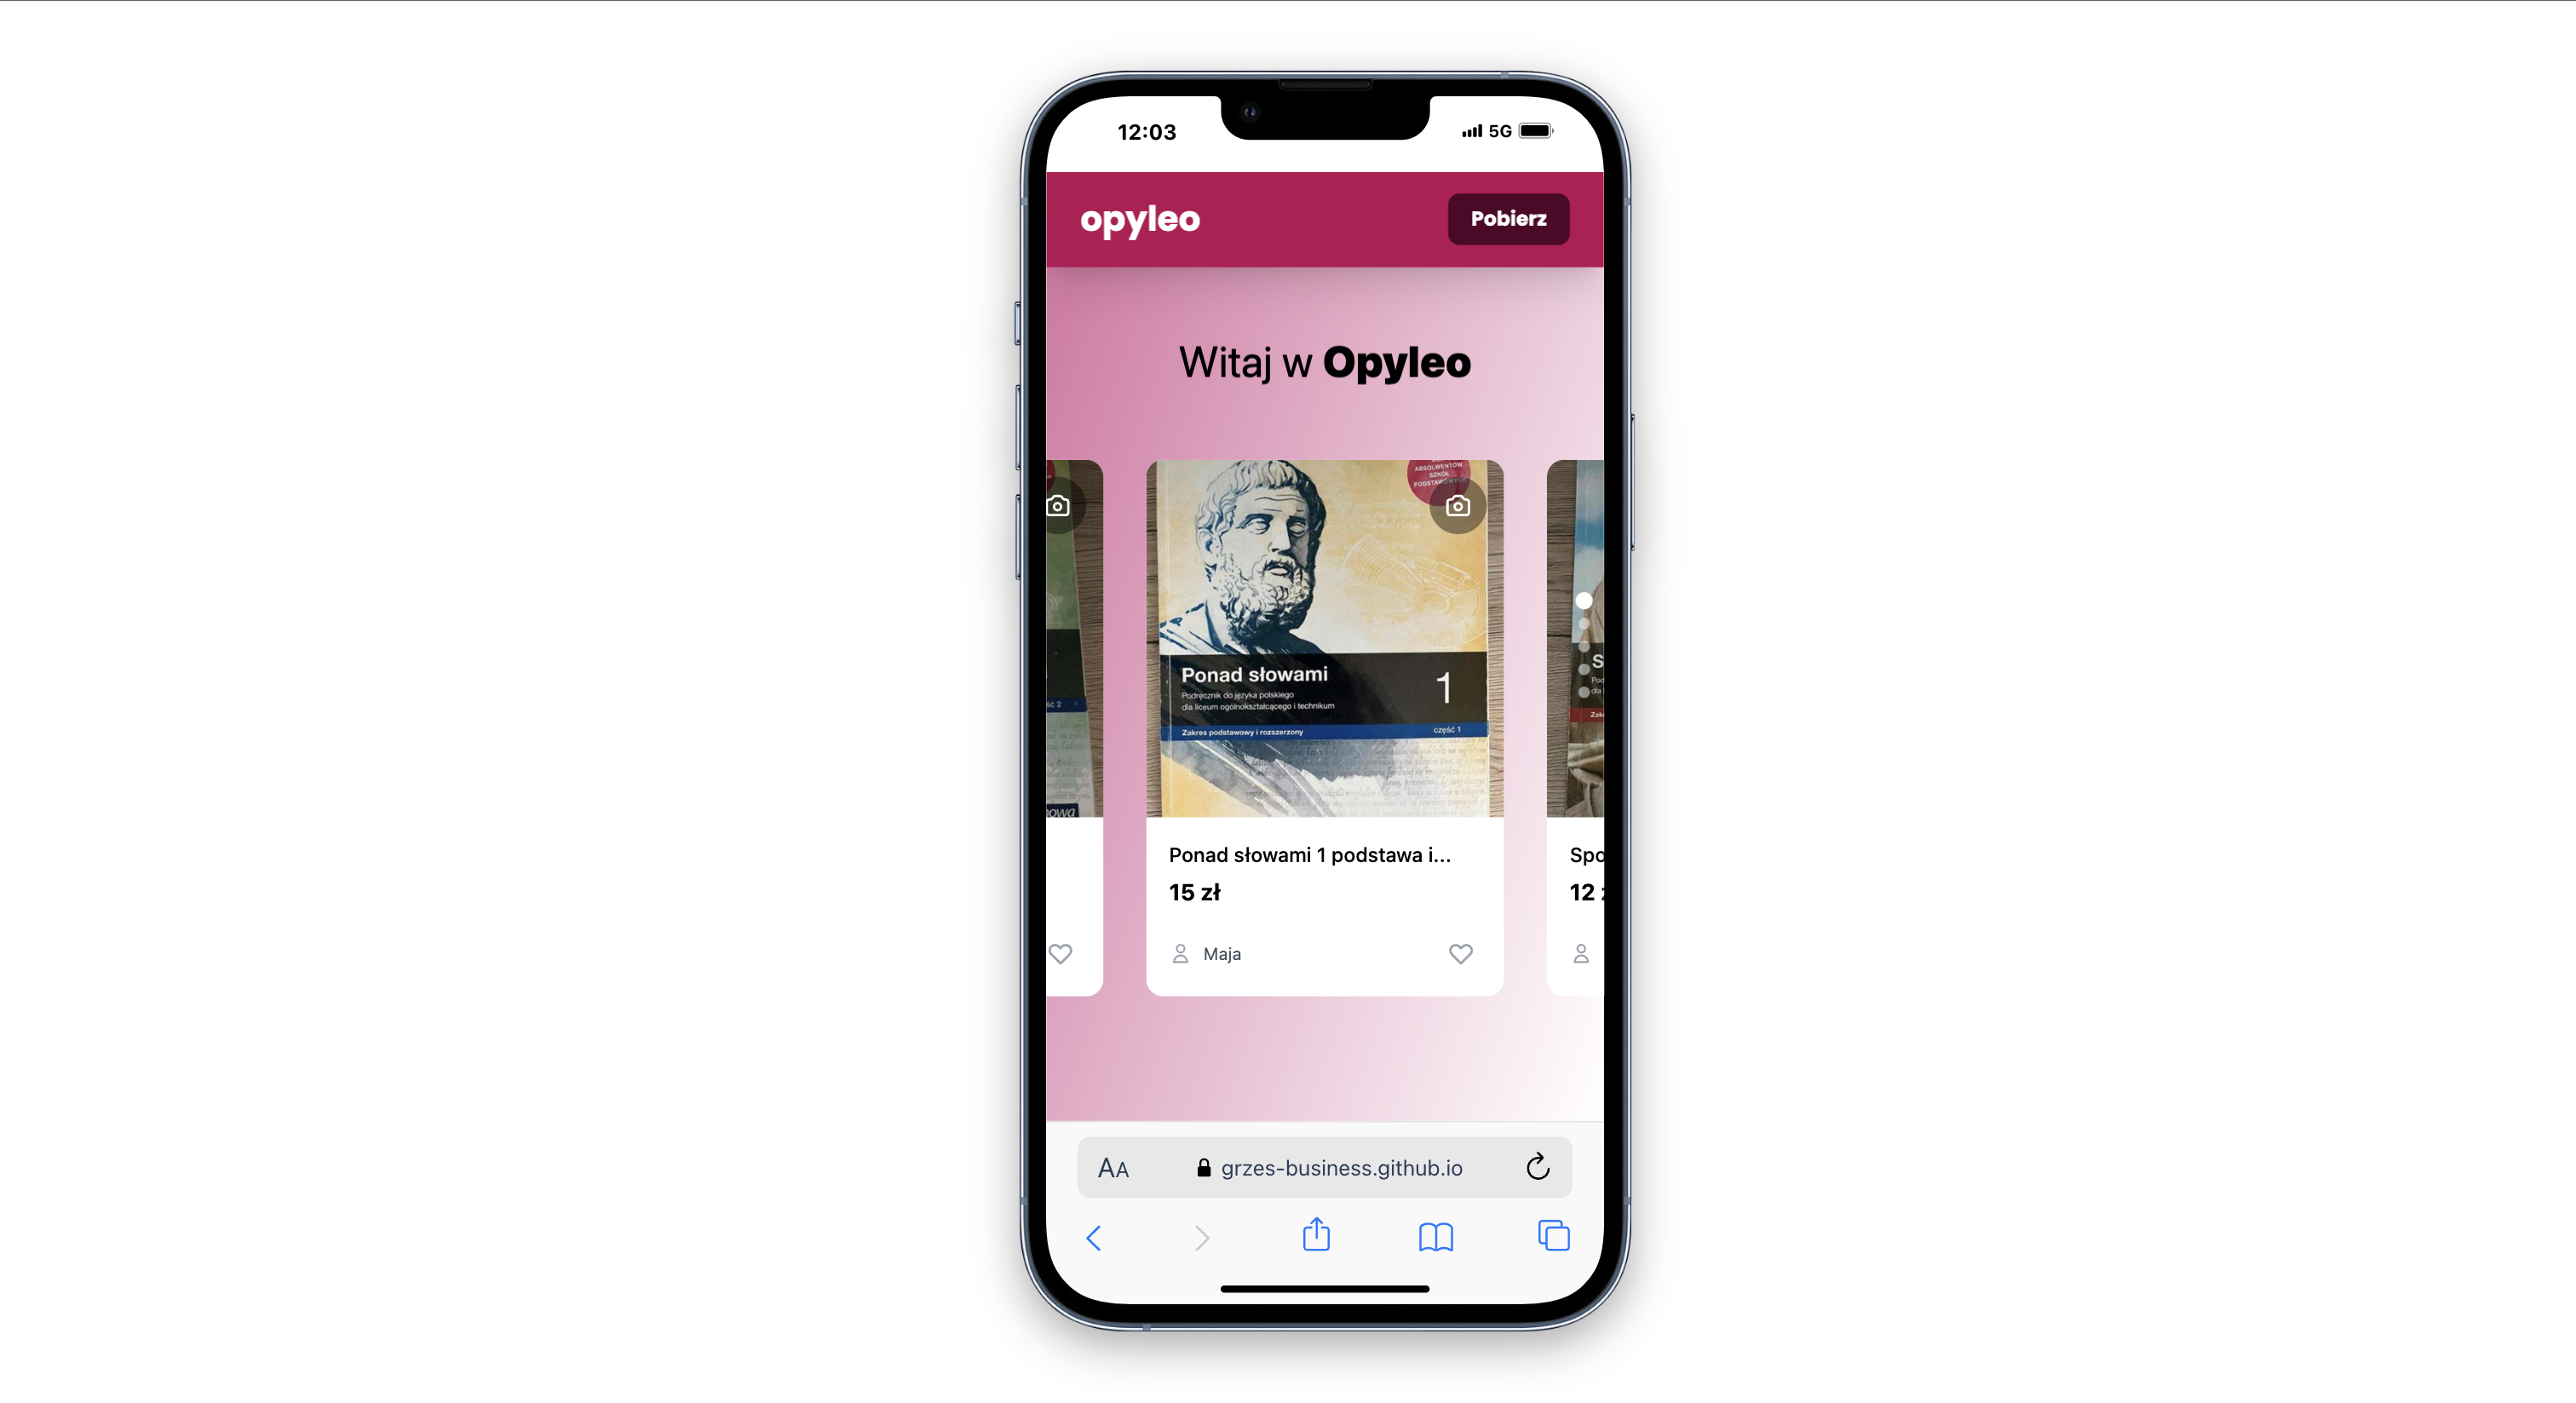 12:03
5G
opyleo
Pobierz
Witaj w Opyleo
ABSOLWENTÓW
SZKÓŁ
PODSTAWOWYCH
Ponad słowami
1
Podręcznik do języka polskiego
dla liceum ogólnokształcącego i technikum
Zakres podstawowy i rozszerzony
część 1
Ponad słowami 1 podstawa i...
15 zł
Maja
Spo
12
AA
grzes-business.github.io